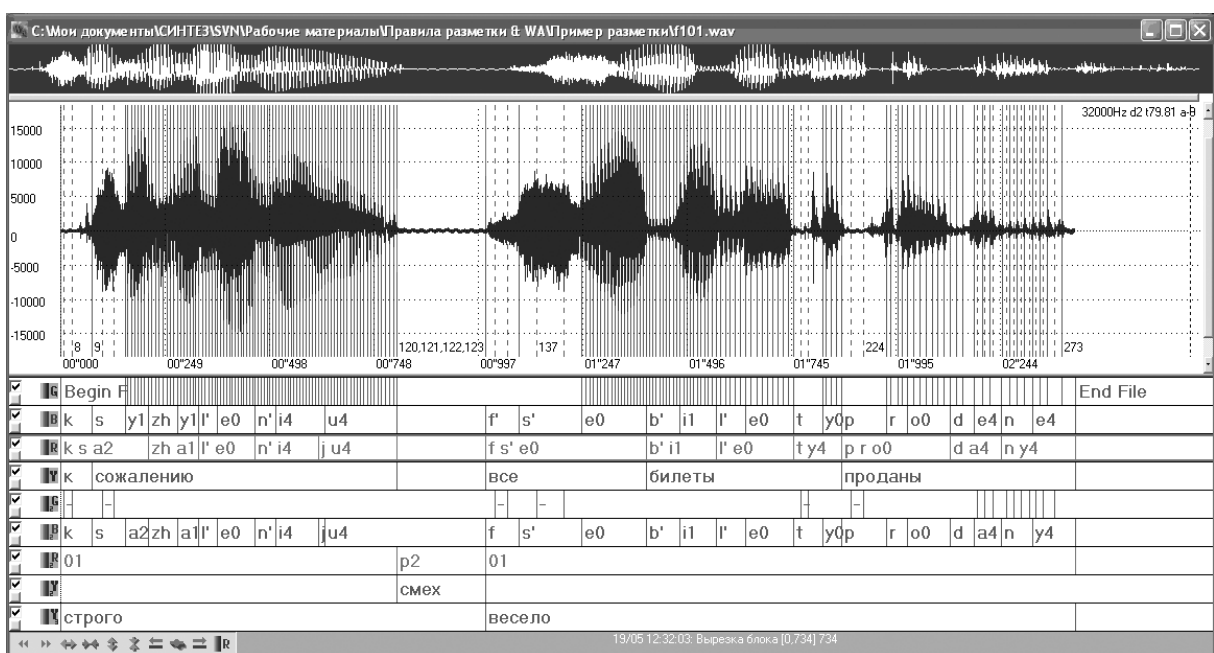 C:\Мои документы\СИНТЕЗ\SVN\Рабочие материалы\Правила разметки & WA\Пример разметки\f101.wav
32000Hz d2 t79.81 a-θ
15000
10000
5000
0
-5000
-10000
-15000
8 9 120,121,122,123 137 224 273
00"000 00"249 00"498 00"748 00"997 01"247 01"496 01"745 01"995 02"244
G Begin F End File
B k s y1 zh y1 l' e0 n' i4 u4 f' s' e0 b' i1 l' e0 t y0 p r o0 d e4 n e4
R k s a2 zh a1 l' e0 n' i4 j u4 f s' e0 b' i1 l' e0 t y4 p r o0 d a4 n y4
Y к сожалению все билеты проданы
G - - - - - -
B k s a2 zh a1 l' e0 n' i4 j u4 f s' e0 b' i1 l' e0 t y0 p r o0 d a4 n y4
R 01 p2 01
Y смех
Y строго весело
R 19/05 12:32:03: Вырезка блока [0,734] 734